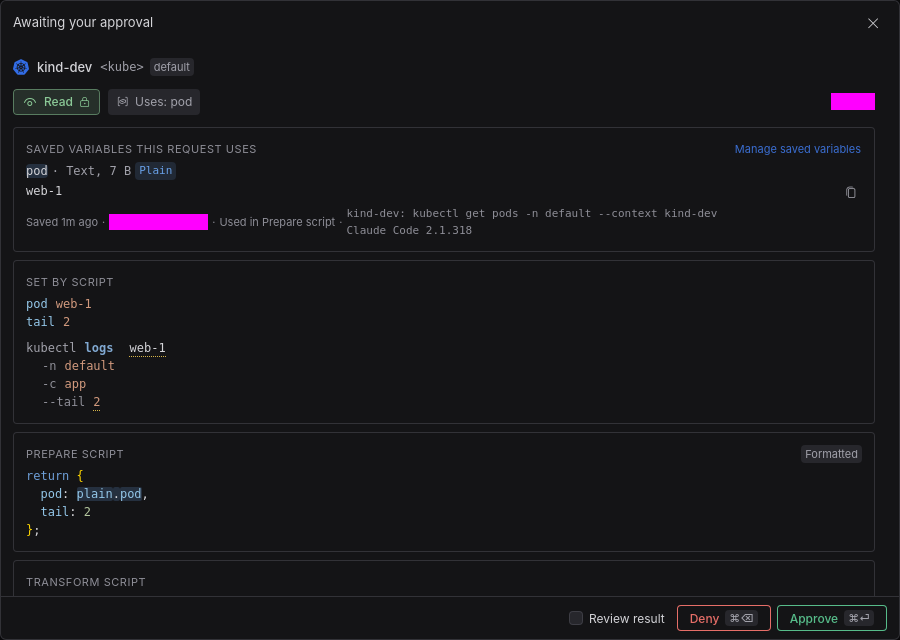 Awaiting your approval
kind-dev <kube> default
Read Uses: pod
SAVED VARIABLES THIS REQUEST USES Manage saved variables
pod · Text, 7 B Plain
web-1
Saved 1m ago · · Used in Prepare script · kind-dev: kubectl get pods -n default --context kind-dev
Claude Code 2.1.318
SET BY SCRIPT
pod web-1
tail 2
kubectl logs web-1
-n default
-c app
--tail 2
PREPARE SCRIPT Formatted
return {
pod: plain.pod,
tail: 2
};
TRANSFORM SCRIPT
Review result Deny ⌘⌫ Approve ⌘↵